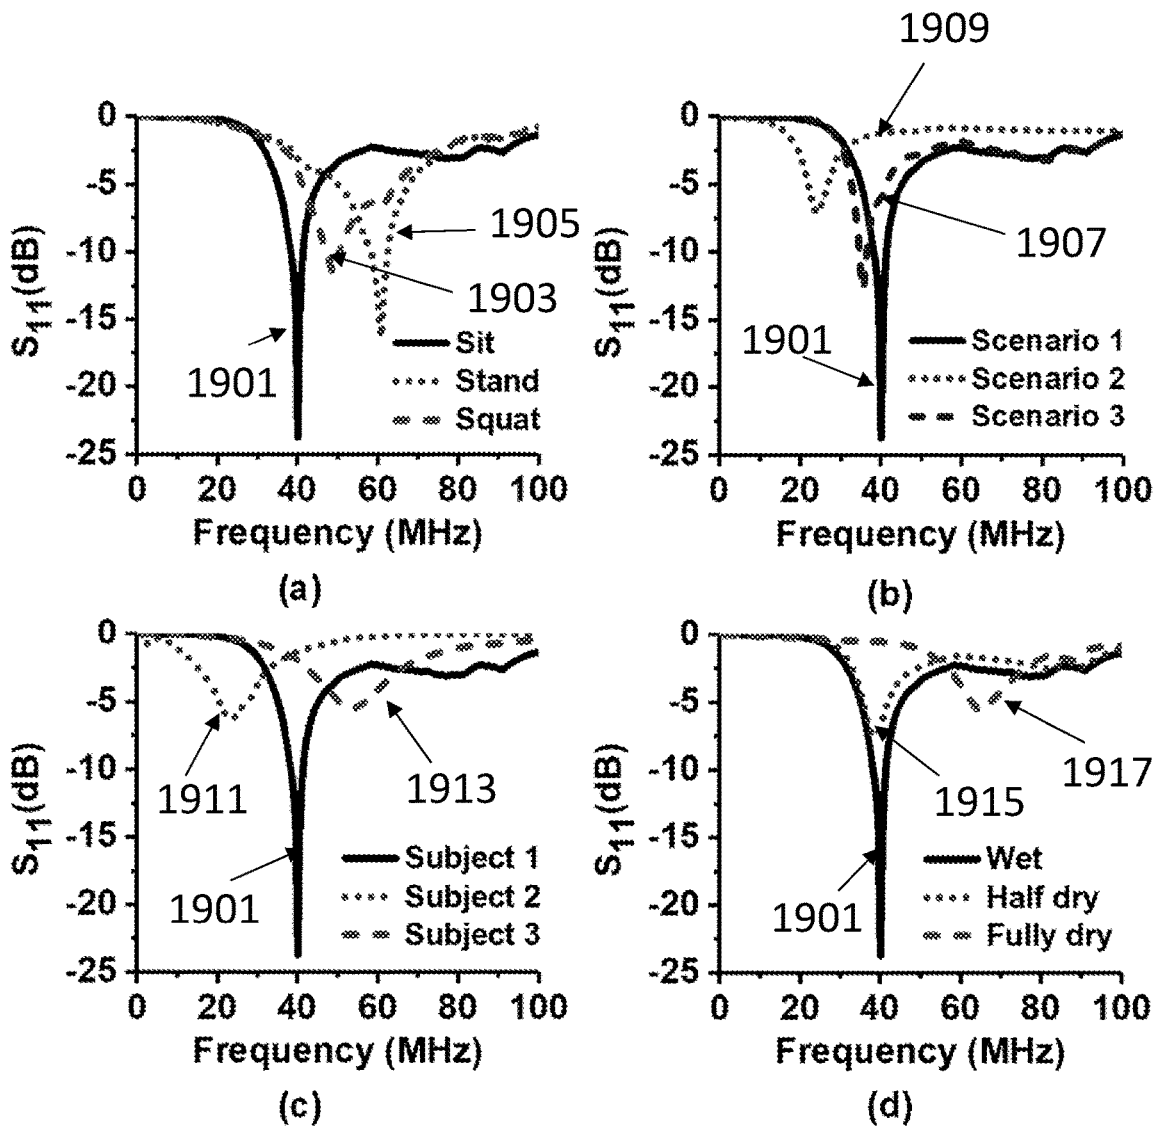 1909
0
-5
-10
-15
-20
-25
S11(dB)
1905
1903
1901
Sit
Stand
Squat
0 20 40 60 80 100
Frequency (MHz)
(a)
0
-5
-10
-15
-20
-25
S11(dB)
1907
1901
Scenario 1
Scenario 2
Scenario 3
0 20 40 60 80 100
Frequency (MHz)
(b)
0
-5
-10
-15
-20
-25
S11(dB)
1911
1913
1901
Subject 1
Subject 2
Subject 3
0 20 40 60 80 100
Frequency (MHz)
(c)
0
-5
-10
-15
-20
-25
S11(dB)
1917
1915
1901
Wet
Half dry
Fully dry
0 20 40 60 80 100
Frequency (MHz)
(d)